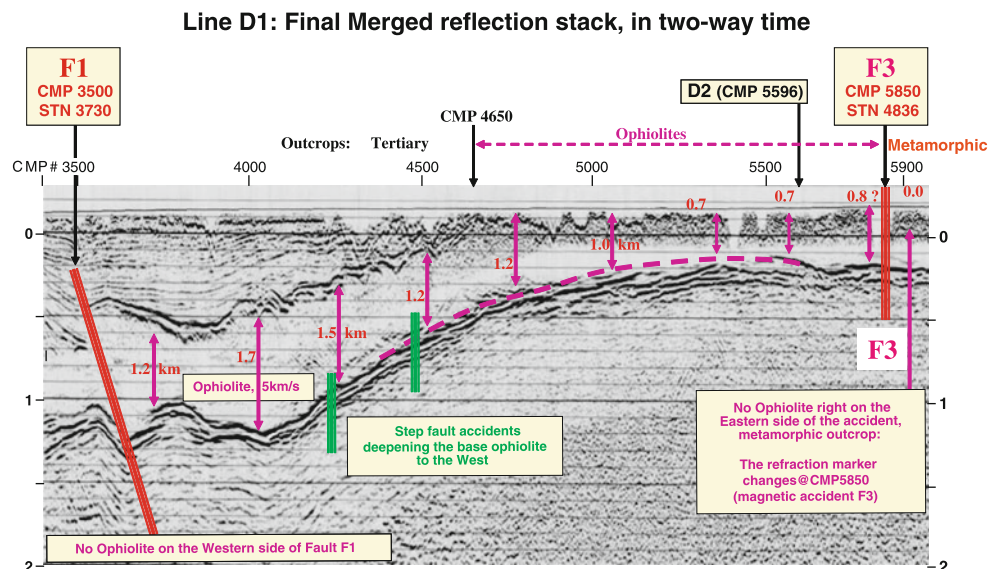 Line D1: Final Merged reflection stack, in two-way time
F1
CMP 3500
STN 3730
F3
CMP 5850
STN 4836
D2 (CMP 5596)
CMP 4650
Outcrops: Tertiary
Ophiolites
Metamorphic
CMP # 3500 4000 4500 5000 5500 5900
0.7 0.7 0.8 ? 0.0
0 0
1.0 km
1.2
1.2
1.5 km
1.7
1.2 km
F3
Ophiolite, 5km/s
1 1
Step fault accidents
deepening the base ophiolite
to the West
No Ophiolite right on the
Eastern side of the accident,
metamorphic outcrop:
The refraction marker
changes@CMP5850
(magnetic accident F3)
No Ophiolite on the Western side of Fault F1
2 2